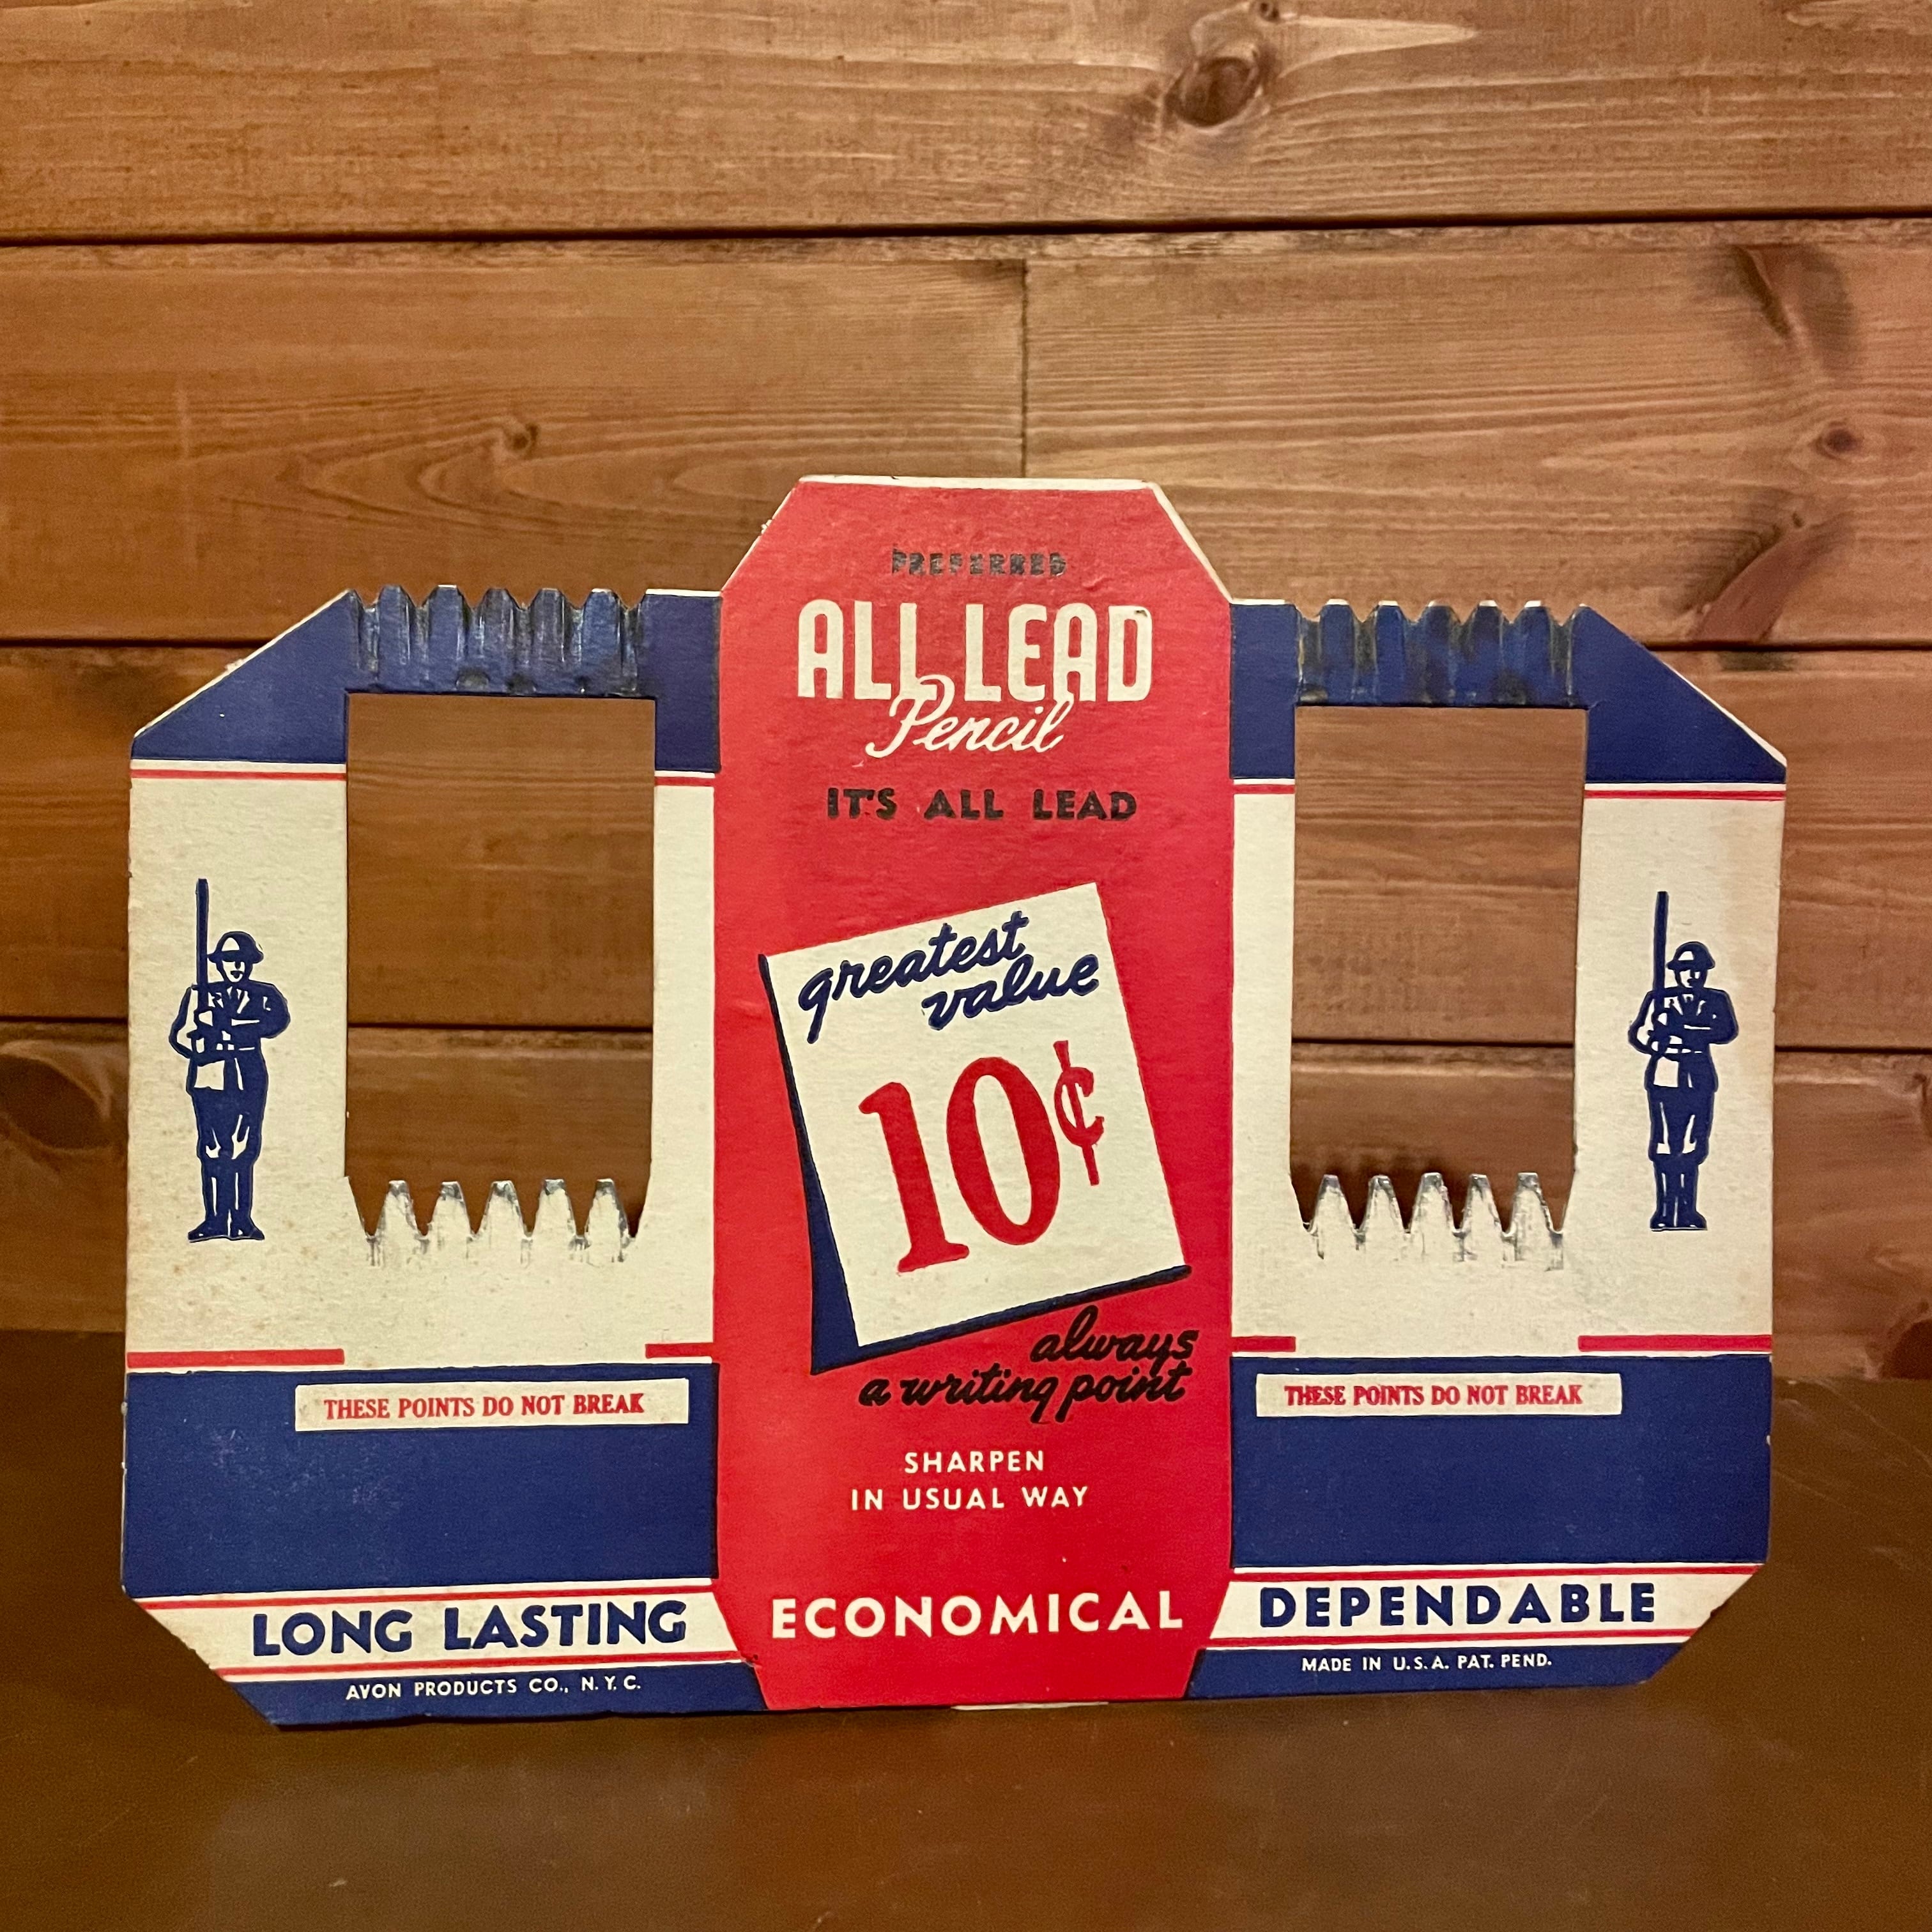 PREFERRED
ALL LEAD
Pencil
IT'S ALL LEAD
greatest
value
10¢
always
a writing point
SHARPEN
IN USUAL WAY
ECONOMICAL
THESE POINTS DO NOT BREAK
LONG LASTING
AVON PRODUCTS CO., N.Y.C.
THESE POINTS DO NOT BREAK
DEPENDABLE
MADE IN U.S.A. PAT. PEND.